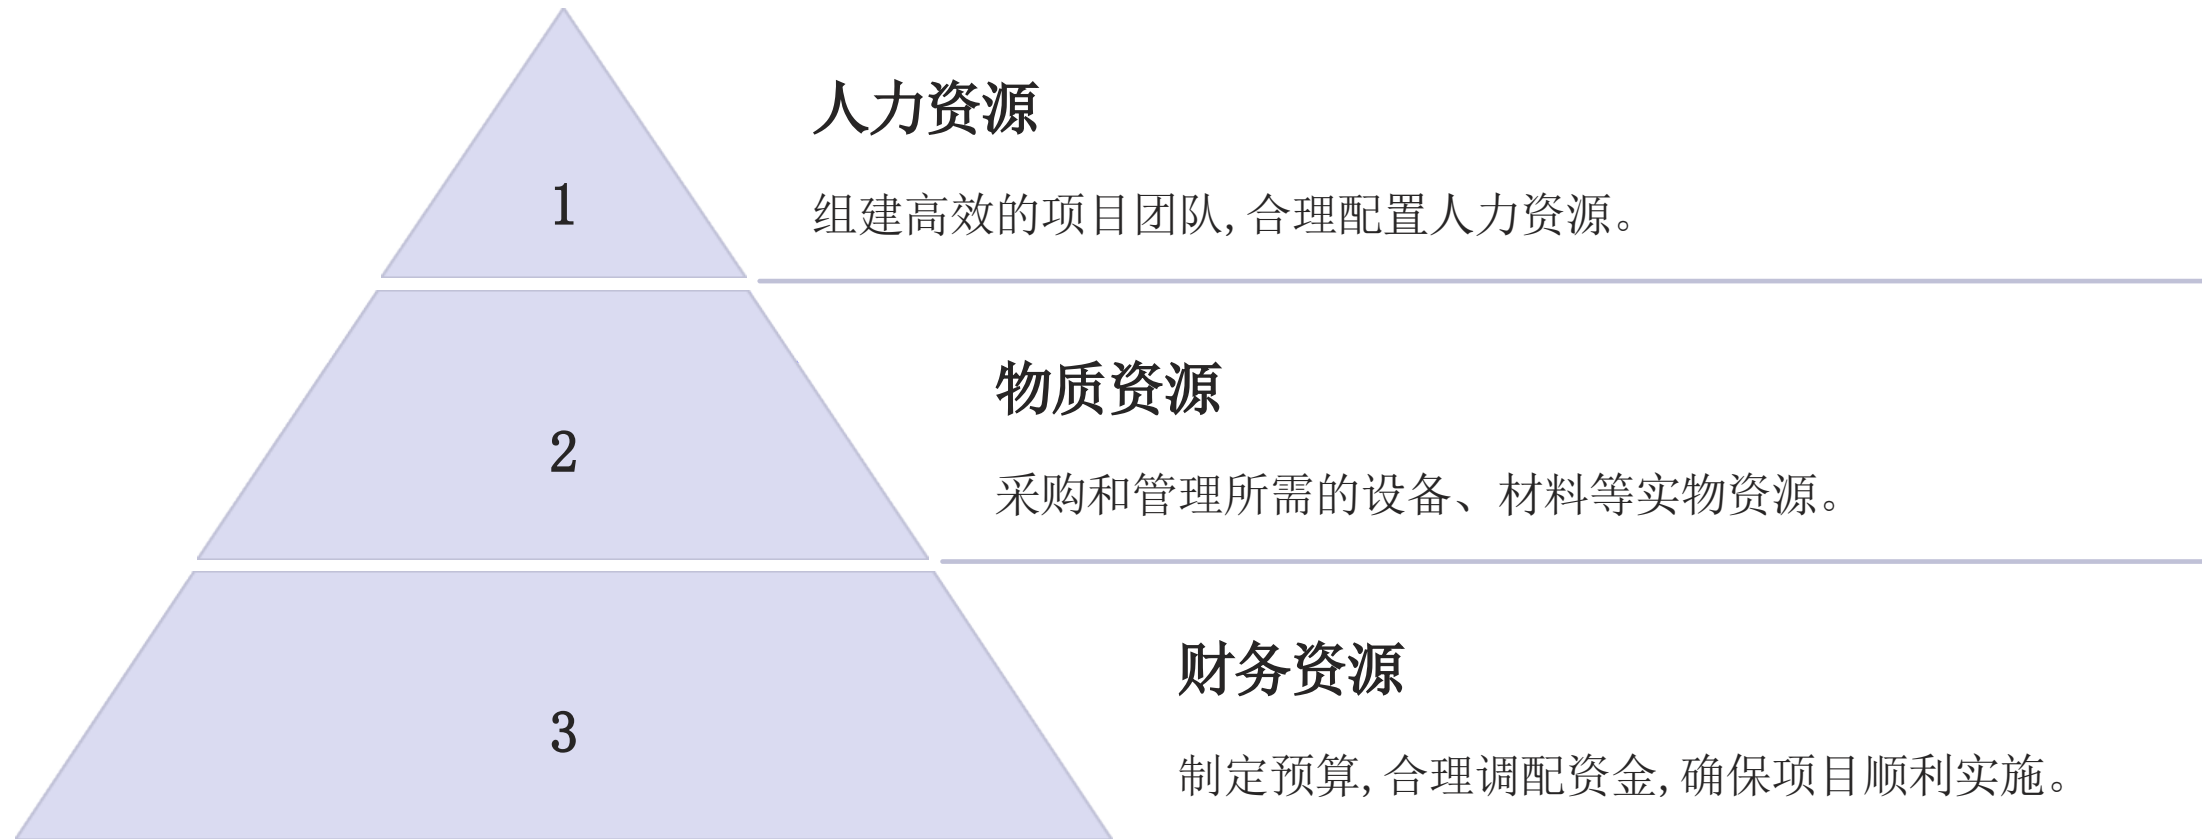 人力资源
1
组建高效的项目团队,合理配置人力资源。
物质资源
2
采购和管理所需的设备、材料等实物资源。
财务资源
3
制定预算,合理调配资金,确保项目顺利实施。